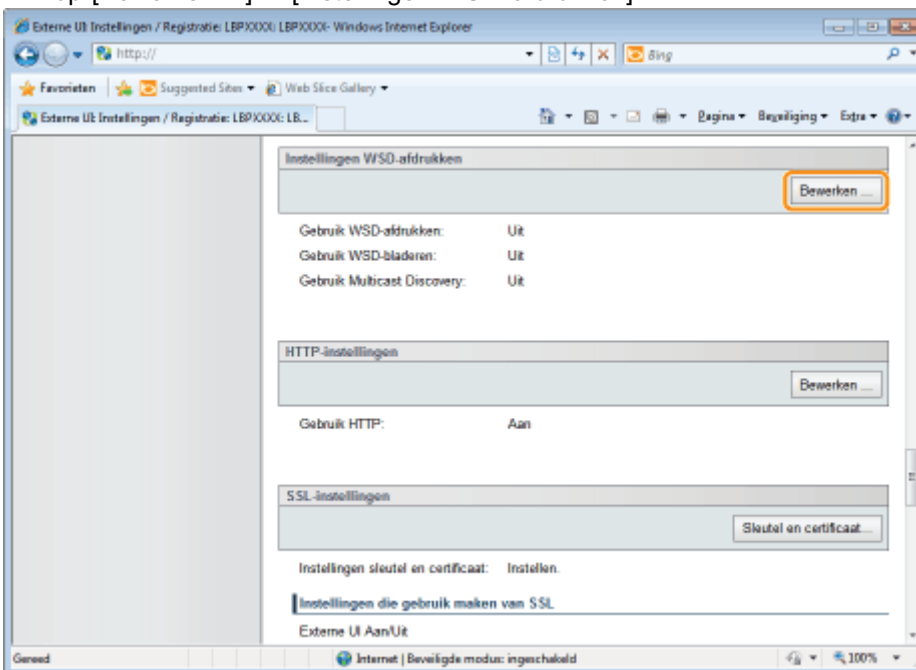 Externe UI: Instellingen / Registratie: LBPXXXX: LBPXXXX- Windows Internet Explorer
http://
Bing
Favorieten Suggested Sites Web Slice Gallery
Externe UI: Instellingen / Registratie: LBPXXXX: LB...
Pagina Beveiliging Extra
Instellingen WSD-afdrukken
Bewerken ...
Gebruik WSD-afdrukken: Uit
Gebruik WSD-bladeren: Uit
Gebruik Multicast Discovery: Uit
HTTP-instellingen
Bewerken ...
Gebruik HTTP: Aan
SSL-instellingen
Sleutel en certificaat...
Instellingen sleutel en certificaat: Instellen.
Instellingen die gebruik maken van SSL
Externe UI Aan/Uit
Gereed Internet | Beveiligde modus: ingeschakeld 100%